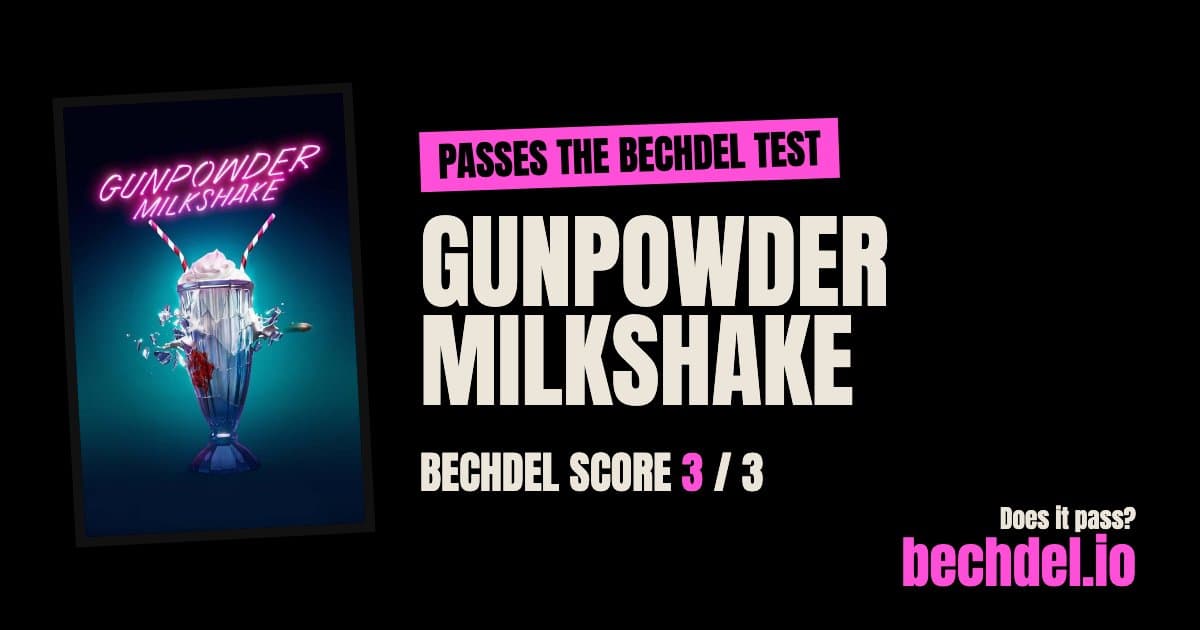 GUNPOWDER
MILKSHAKE
PASSES THE BECHDEL TEST
GUNPOWDER
MILKSHAKE
BECHDEL SCORE 3 / 3
Does it pass?
bechdel.io